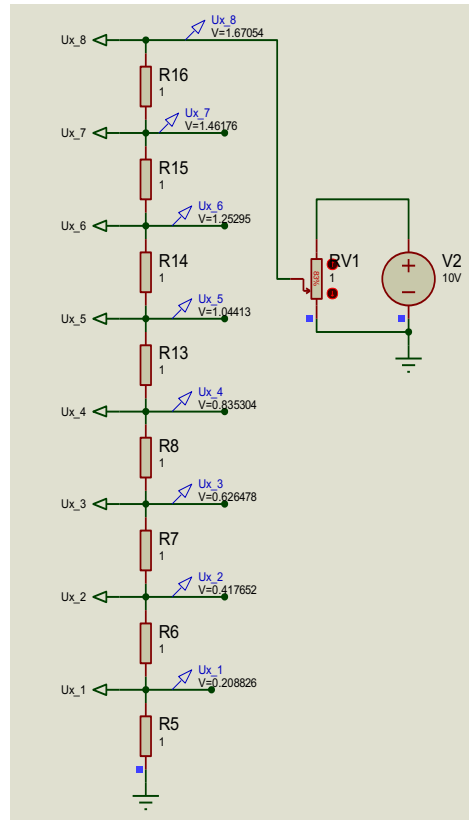 Ux_8
Ux_8
V=1.67054
R16
1
Ux_7
Ux_7
V=1.46176
R15
1
Ux_6
Ux_6
V=1.25295
R14
1
RV1
1
83%
V2
10V
Ux_5
Ux_5
V=1.04413
R13
1
Ux_4
Ux_4
V=0.835304
R8
1
Ux_3
Ux_3
V=0.626478
R7
1
Ux_2
Ux_2
V=0.417652
R6
1
Ux_1
Ux_1
V=0.208826
R5
1